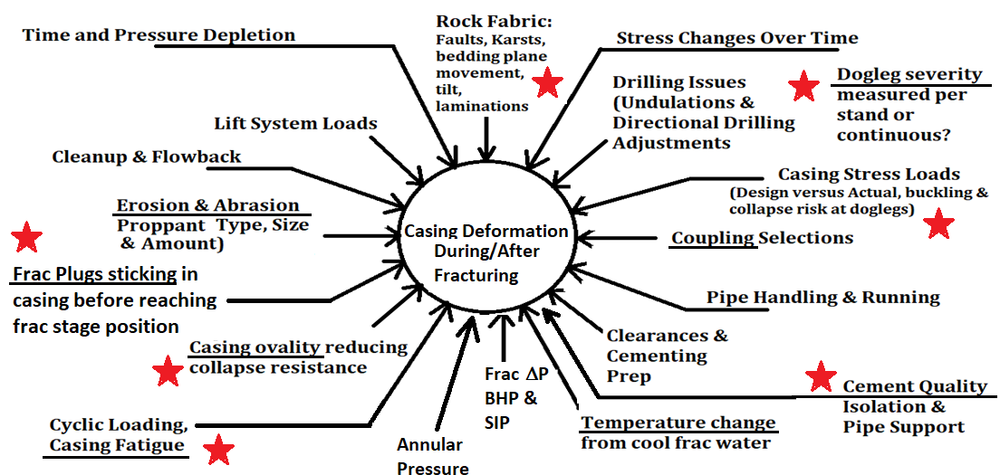 Time and Pressure Depletion
Rock Fabric:
Faults, Karsts,
bedding plane
movement,
tilt,
laminations
Stress Changes Over Time
Drilling Issues
(Undulations &
Directional Drilling
Adjustments
Dogleg severity
measured per
stand or
continuous?
Lift System Loads
Cleanup & Flowback
Casing Stress Loads
(Design versus Actual, buckling &
collapse risk at doglegs)
Erosion & Abrasion
Proppant Type, Size
& Amount)
Casing Deformation
During/After
Fracturing
Coupling Selections
Frac Plugs sticking in
casing before reaching
frac stage position
Pipe Handling & Running
Casing ovality reducing
collapse resistance
Clearances &
Cementing
Prep
Frac ΔP
BHP &
SIP
Cement Quality
Isolation &
Pipe Support
Cyclic Loading,
Casing Fatigue
Annular
Pressure
Temperature change
from cool frac water